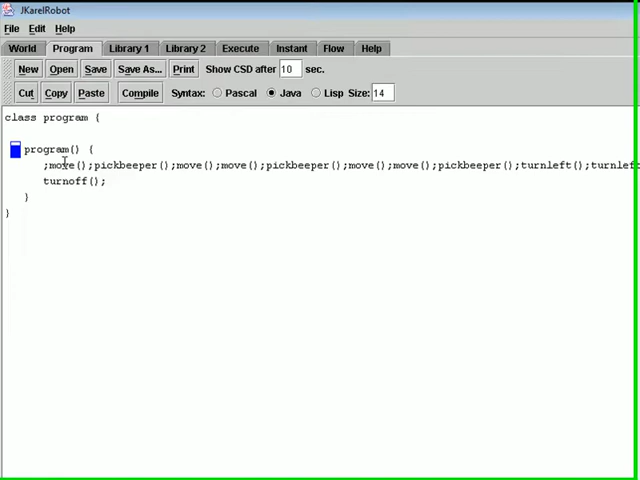 JKarelRobot
File Edit Help
World Program Library 1 Library 2 Execute Instant Flow Help
New Open Save Save As... Print Show CSD after 10 sec.
Cut Copy Paste Compile Syntax: Pascal Java Lisp Size: 14
class program {
program() {
;move();pickbeeper();move();move();pickbeeper();move();move();pickbeeper();turnleft();turnleft
turnoff();
}
}